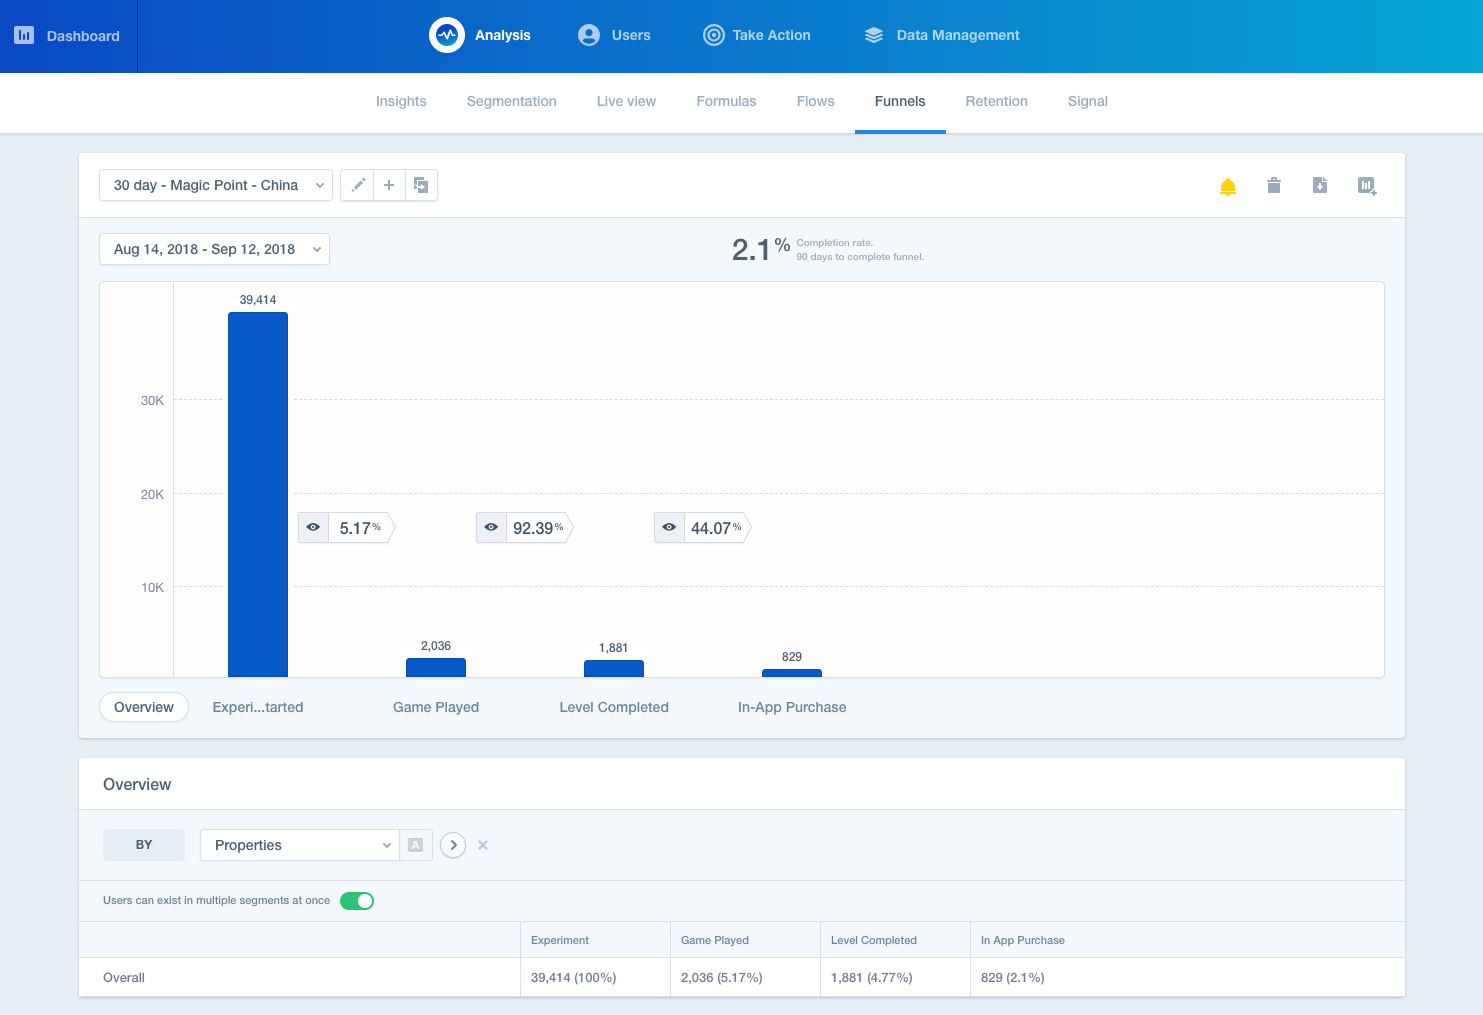 Dashboard
Analysis
Users
Take Action
Data Management
Insights
Segmentation
Live view
Formulas
Flows
Funnels
Retention
Signal
30 day - Magic Point - China
Aug 14, 2018 - Sep 12, 2018
2.1%
Completion rate.
90 days to complete funnel.
39,414
30K
20K
5.17%
92.39%
44.07%
10K
2,036
1,881
829
Overview
Experi...tarted
Game Played
Level Completed
In-App Purchase
Overview
BY
Properties
A
Users can exist in multiple segments at once
Experiment
Game Played
Level Completed
In App Purchase
Overall
39,414 (100%)
2,036 (5.17%)
1,881 (4.77%)
829 (2.1%)